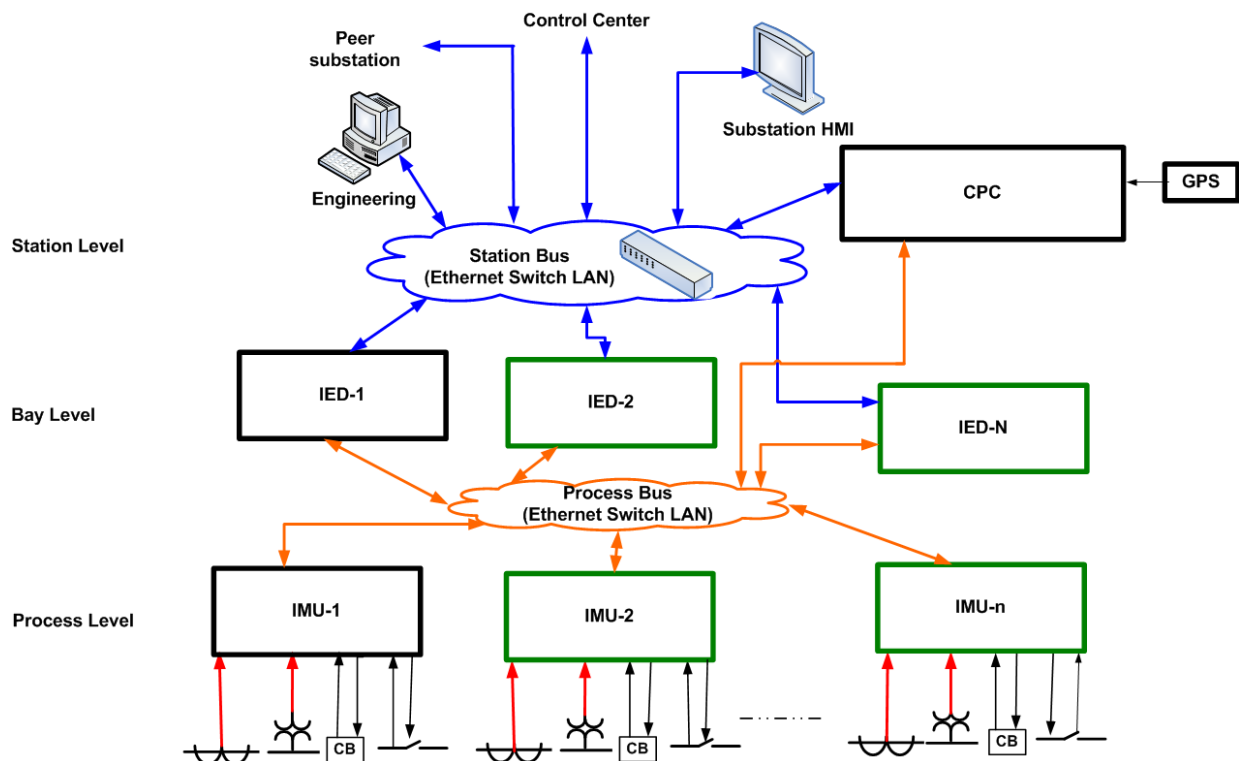 Control Center
Peer
substation
Substation HMI
Engineering
CPC
GPS
Station Level
Station Bus
(Ethernet Switch LAN)
IED-1
IED-2
IED-N
Bay Level
Process Bus
(Ethernet Switch LAN)
IMU-1
IMU-2
IMU-n
Process Level
CB
CB
CB